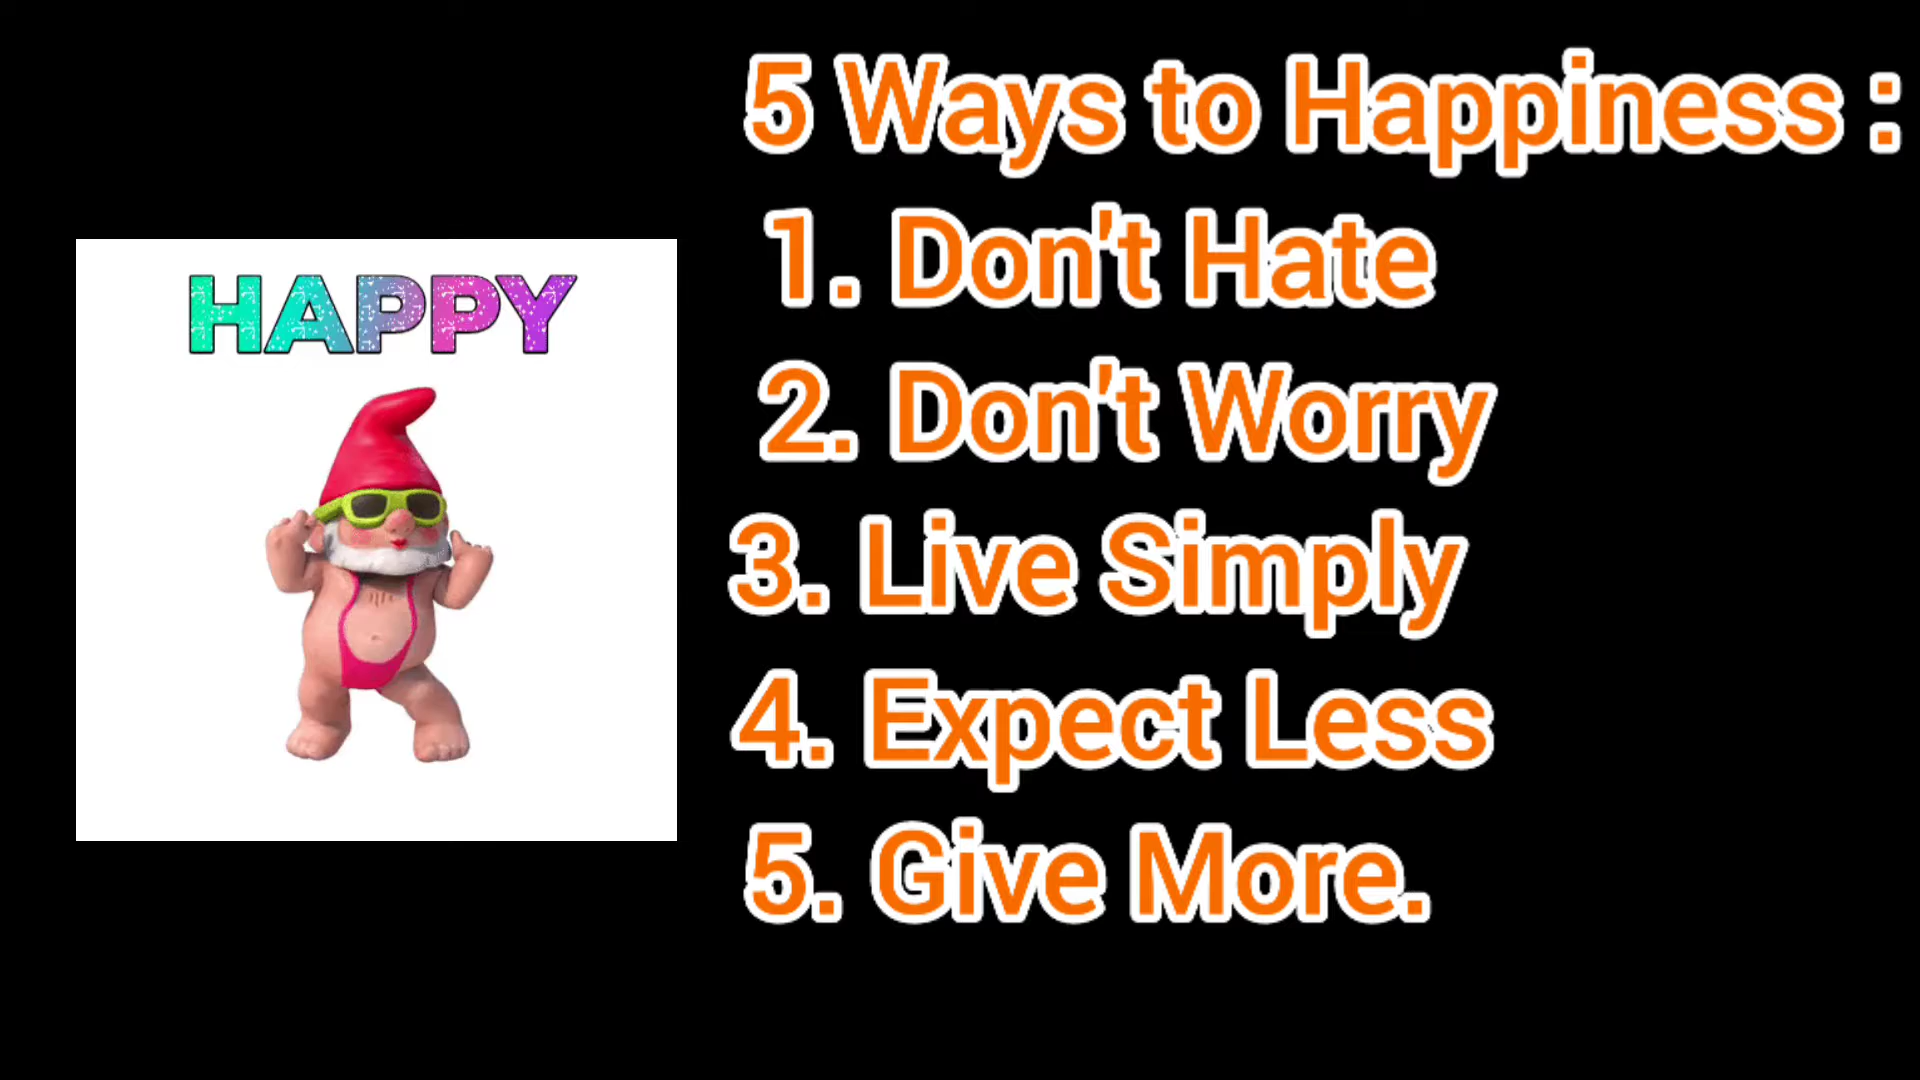 HAPPY
5 Ways to Happiness :
1. Don't Hate
2. Don't Worry
3. Live Simply
4. Expect Less
5. Give More.